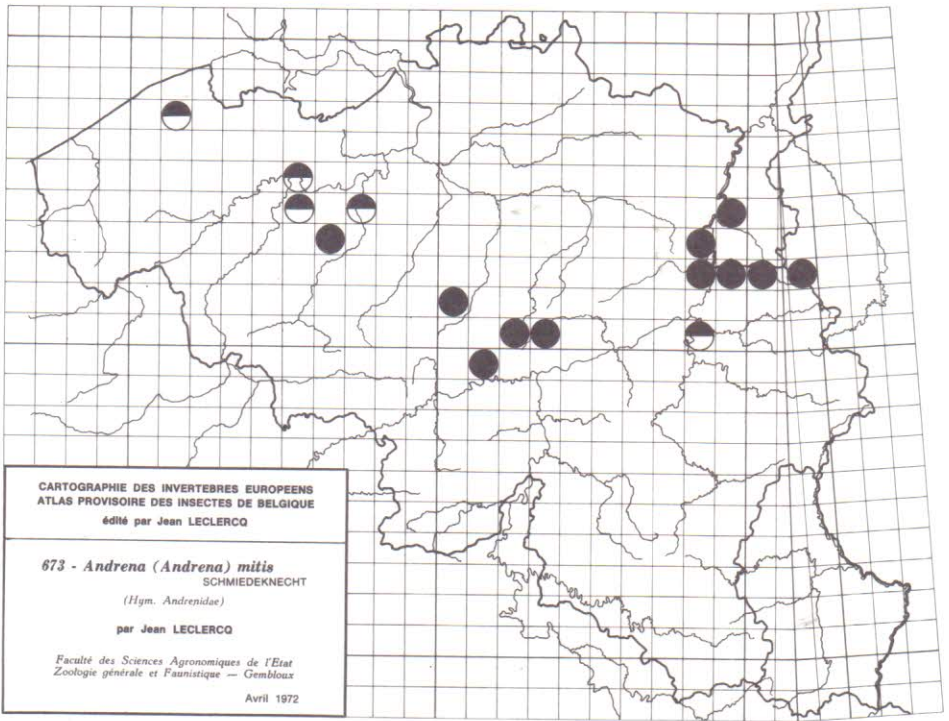 CARTOGRAPHIE DES INVERTEBRES EUROPEENS
ATLAS PROVISOIRE DES INSECTES DE BELGIQUE
édité par Jean LECLERCQ
673 - Andrena (Andrena) mitis
SCHMIEDEKNECHT
(Hym. Andrenidae)
par Jean LECLERCQ
Faculté des Sciences Agronomiques de l'Etat
Zoologie générale et Faunistique — Gembloux
Avril 1972